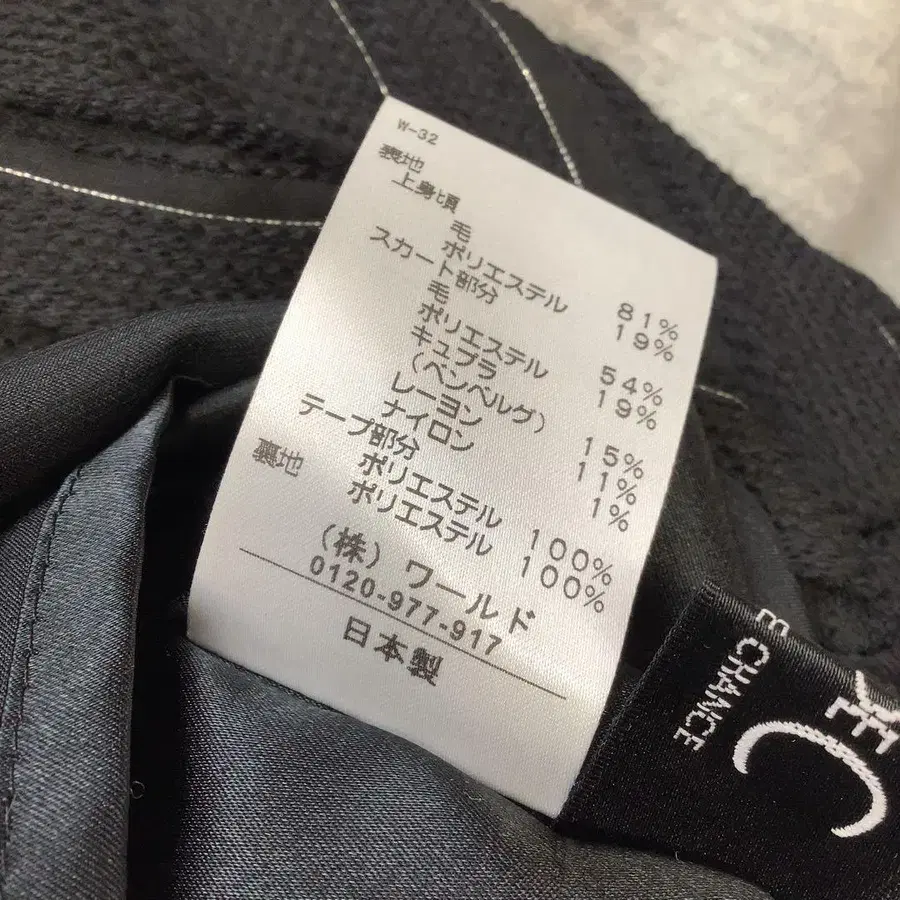 W-32
裏地
上身頃
毛 81%
ポリエステル 19%
スカート部分
毛 54%
ポリエステル 19%
キュプラ
(ベンベルグ) 15%
レーヨン 11%
ナイロン 1%
テープ部分
ポリエステル 100%
裏地 ポリエステル 100%
(株) ワールド
0120-977-917
日本製
E CHANCE